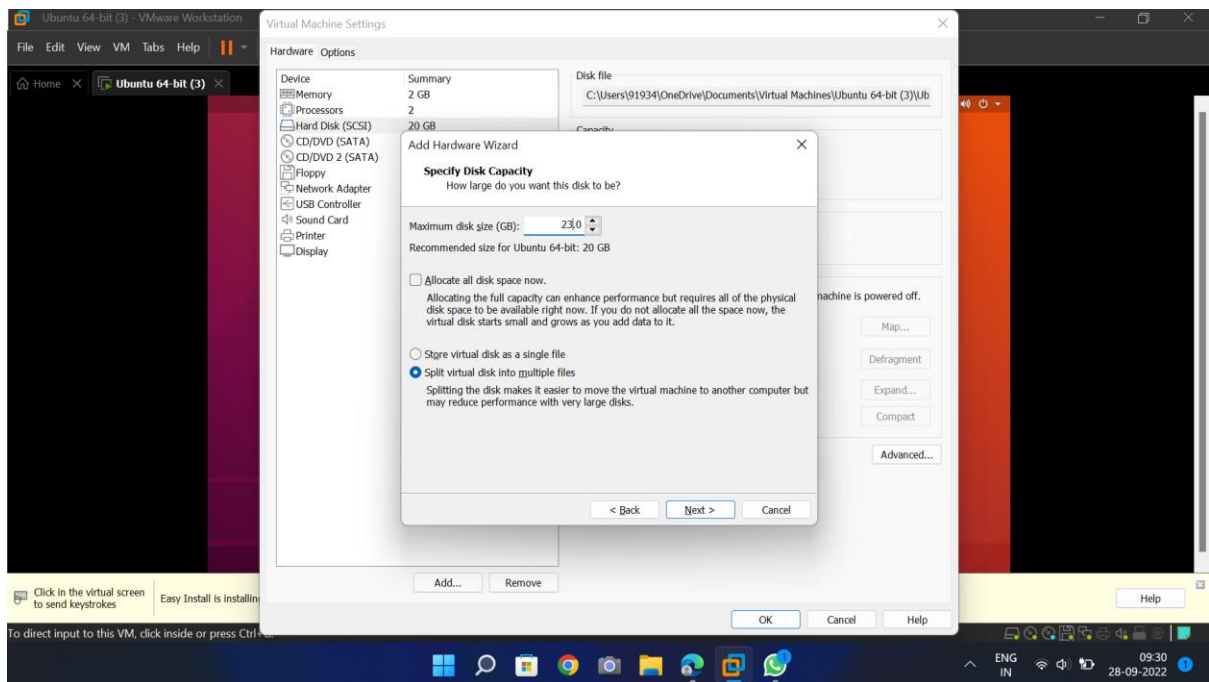 Ubuntu 64-bit (3) - VMware Workstation
File Edit View VM Tabs Help
Home
Ubuntu 64-bit (3)
Virtual Machine Settings
Hardware Options
Device Summary
Memory 2 GB
Processors 2
Hard Disk (SCSI) 20 GB
CD/DVD (SATA)
CD/DVD 2 (SATA)
Floppy
Network Adapter
USB Controller
Sound Card
Printer
Display
Add... Remove
Disk file
C:\Users\91934\OneDrive\Documents\Virtual Machines\Ubuntu 64-bit (3)\Ub
Capacity
machine is powered off.
Map...
Defragment
Expand...
Compact
Advanced...
OK Cancel Help
Add Hardware Wizard
Specify Disk Capacity
How large do you want this disk to be?
Maximum disk size (GB): 23.0
Recommended size for Ubuntu 64-bit: 20 GB
Allocate all disk space now.
Allocating the full capacity can enhance performance but requires all of the physical
disk space to be available right now. If you do not allocate all the space now, the
virtual disk starts small and grows as you add data to it.
Store virtual disk as a single file
Split virtual disk into multiple files
Splitting the disk makes it easier to move the virtual machine to another computer but
may reduce performance with very large disks.
< Back Next > Cancel
Click in the virtual screen
to send keystrokes
Easy Install is installin
Help
To direct input to this VM, click inside or press Ctrl+G.
ENG
IN
09:30
28-09-2022
1
1